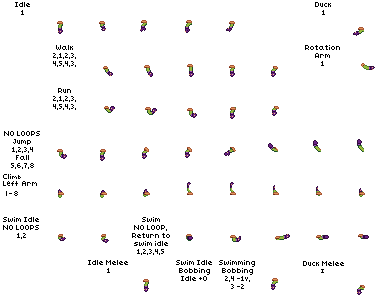 Idle
1
Duck
1
Walk
2,1,2,3,
4,5,4,3,
Rotation
Arm
1
Run
2,1,2,3,
4,5,4,3,
NO LOOPS
Jump
1,2,3,4
Fall
5,6,7,8
Climb
Left Arm
1-8
Swim Idle
NO LOOPS
1,2
Swim
NO LOOP,
Return to
swim idle
1,2,3,4,5
Idle Melee
1
Swim Idle
Bobbing
Idle +0
Swimming
Bobbing
2,4 -1v,
3 -2
Duck Melee
1